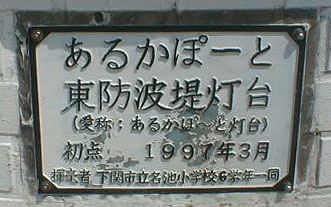 あるかぽーと
東防波堤灯台
(愛称：あるかぽーと灯台)
初点　1997年3月
揮毫者 下関市立名池小学校6学年一同